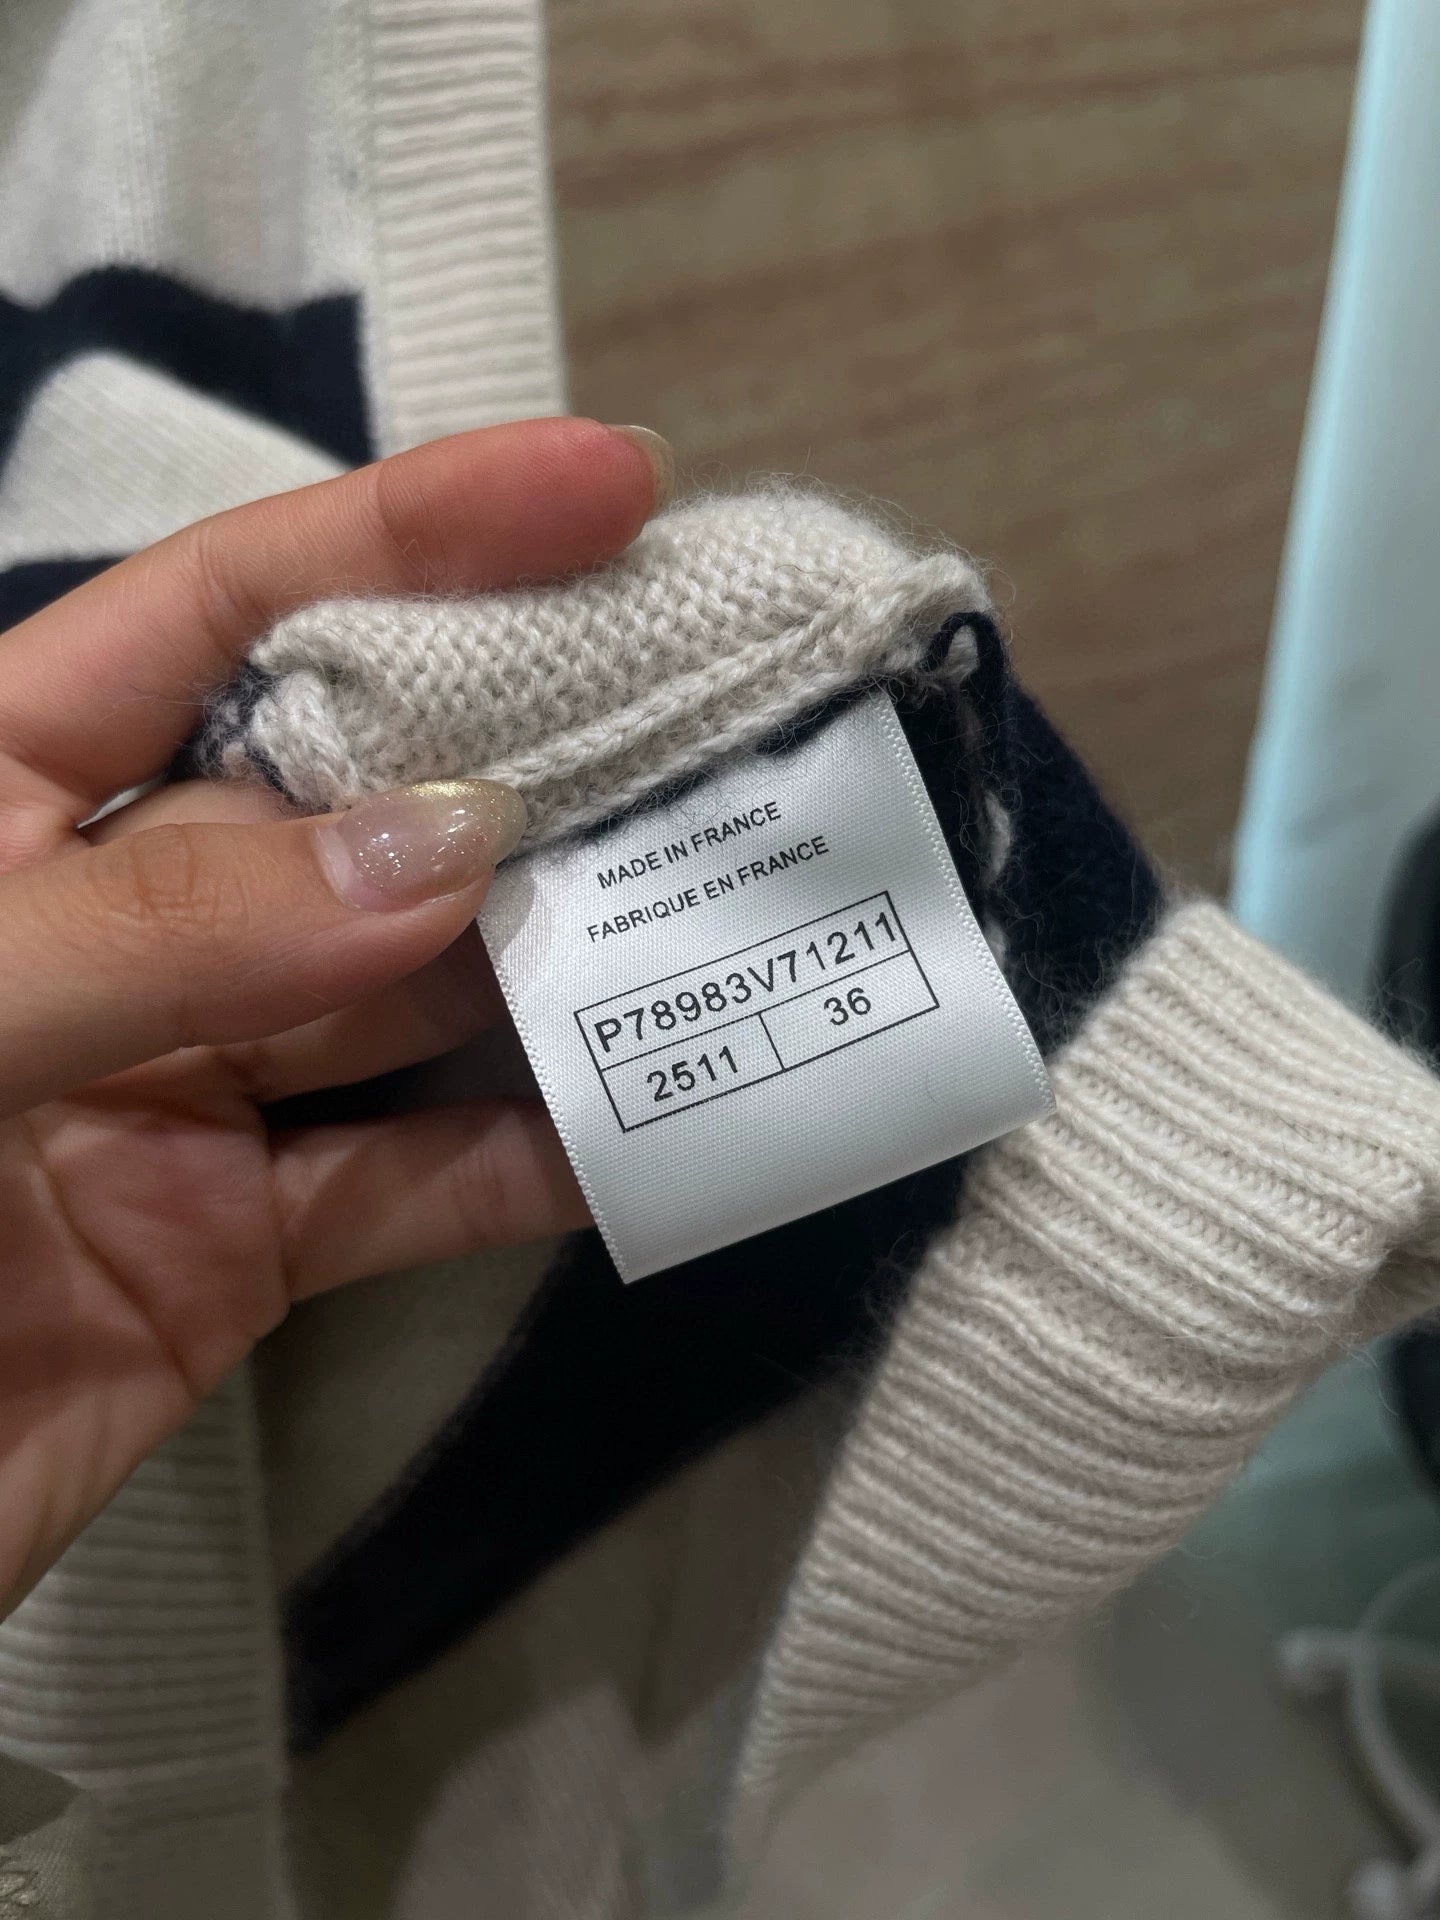 MADE IN FRANCE
FABRIQUE EN FRANCE
P78983V71211
2511 36